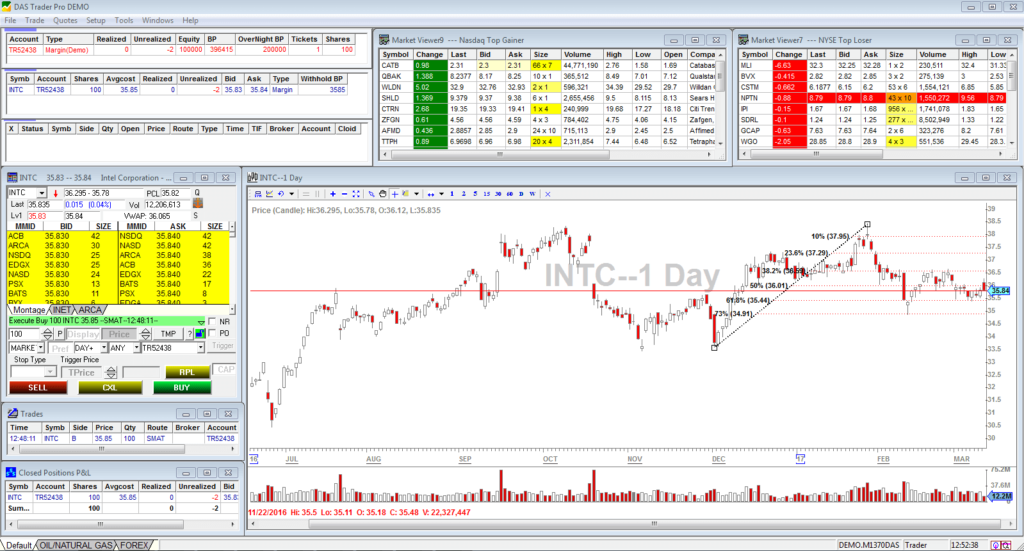 DAS Trader Pro DEMO
File Trade Quotes Setup Tools Windows Help
Account Realized Unrealized Equity BP OverNight BP Tickets Shares
TR52438 Margin(Demo) 0 -2 100000 396415 200000 1 100
Symb Account Shares Avgcost Realized Unrealized Bid Ask Type Withhold BP
INTC TR52438 100 35.85 0 -2 35.83 35.84 Margin 3585
X Status Symb Side Qty Open Price Route Type Time TIF Broker Account Cloid
Market Viewer9 --- Nasdaq Top Gainer
Symbol Change Last Bid Ask Size Volume High Low Open Compa
CATB 0.98 2.31 2.3 2.31 66 x 7 44,771,190 2.76 1.58 1.69 Catabas
QBAK 1.388 8.2377 8.17 8.25 10 x 1 365,512 8.49 7.01 7.01 Qualstar
WLDN 5.02 32.9 32.76 32.93 2 x 1 596,321 34.39 29.52 29.7 Willdan
SHLD 1.369 9.379 9.37 9.38 6 x 1 2,655,456 9.5 8.115 8.13 Sears H
CTRN 2.68 19.53 19.4 19.61 1 x 4 240,999 19.68 17.27 18.17 Citi Tren
ZFGN 0.61 4.54 4.53 4.59 4 x 3 784,402 4.75 4.06 4.15 Zafgen,
AFMD 0.436 2.8857 2.85 2.9 24 x 10 715,113 2.9 2.45 2.5 Affimed
TTPH 0.89 6.9698 6.96 6.98 20 x 4 2,331,654 6.99 6.48 6.48 Tetrapha
Market Viewer7 --- NYSE Top Loser
Symbol Change Last Bid Ask Size Volume High Low Open
MLI -6.63 32.3 32.25 32.28 1 x 2 230,511 32.4 31.33
BVX -0.415 2.82 2.82 2.85 3 x 2 275,139 3 2.53
CSTM -0.662 6.1877 6.15 6.2 53 x 6 1,541,078 6.85 5.65
NPTN -0.88 8.79 8.79 8.8 43 x 10 1,550,272 9.56 8.79
IPI -0.15 1.67 1.67 1.68 956 x ... 1,741,718 1.83 1.65
SDRL -0.1 1.24 1.24 1.25 277 x ... 8,502,949 1.33 1.22
GCAP -0.63 7.63 7.63 7.64 2 x 6 323,276 8.2 7.61
WGO -2.05 28.85 28.85 28.9 4 x 3 551,536 29.45 28.3
INTC 35.83 -- 35.84 Intel Corporation -...
INTC 36.295 - 35.78 PCL 35.82 Q
Last 35.835 0.015 (0.04%) Vol 12,206,613
Lv1 35.83 35.84 VWAP: 36.065 S
MMID BID SIZE MMID ASK SIZE
ACB 35.830 42 NSDQ 35.840 42
ARCA 35.830 30 NASD 35.840 42
NSDQ 35.830 25 ARCA 35.840 38
EDGX 35.830 25 ACB 35.840 36
NASD 35.830 24 EDGX 35.840 22
PSX 35.830 13 BATS 35.840 17
BATS 35.830 11 PSX 35.840 8
Montage INET ARCA
Execute Buy 100 INTC 35.85 --SMAT--12:48:11-- NR
100 P Display Price TMP ? PO
MARKE Pref DAY+ ANY TR52438 Trigger
Stop Type Trigger Price
TPrice RPL CAP
SELL CXL BUY
Trades
Time Symb Side Price Qty Route Broker Account
12:48:11 INTC B 35.85 100 SMAT TR52438
Closed Positions P&L
Symb Account Shares Avgcost Realized Unrealized Bid
INTC TR52438 100 35.85 0 -2 35.8
Sum... 100 0 -2
INTC--1 Day
1 2 5 15 30 60 D W M
Price (Candle): Hi:36.295, Lo:35.78, O:36.12, L:35.835
INTC--1 Day
10% (37.95)
23.6% (37.29)
50% (36.01)
61.8% (35.44)
73% (34.91)
39
38.5
38
37.5
37
36.5
36
35.84
35.5
35
34.5
34
33.5
33
32.5
32
31.5
31
30.5
30
16 JUL AUG SEP OCT NOV DEC 17 FEB MAR
75.2M
37.6M
12.2M
11/22/2016 Hi: 35.5 Lo: 35.11 O: 35.18 C: 35.48 V: 22,327,447
Default OIL/NATURAL GAS FOREX
DEMO.M1370DAS Trader 12:52:38